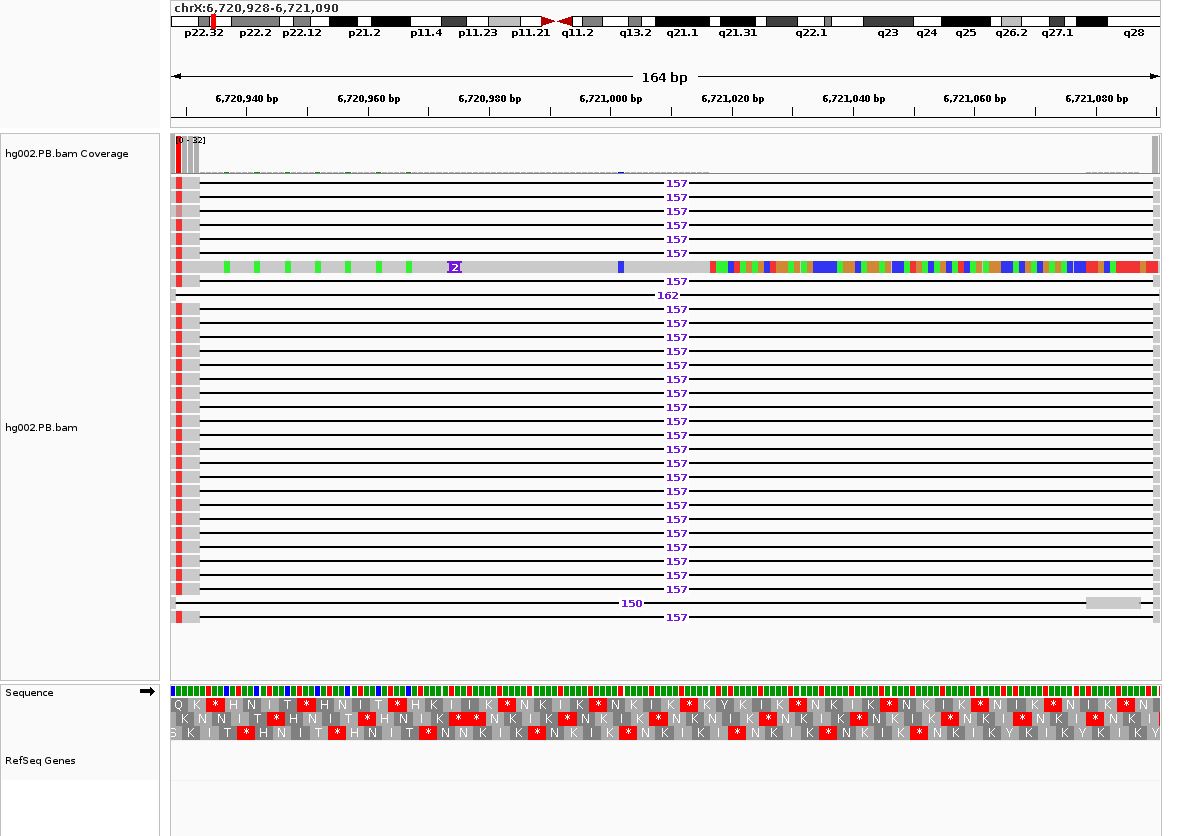 chrX:6,720,928-6,721,090
p22.32 p22.2 p22.12 p21.2 p11.4 p11.23 p11.21 q11.2 q13.2 q21.1 q21.31 q22.1 q23 q24 q25 q26.2 q27.1 q28
164 bp
6,720,940 bp 6,720,960 bp 6,720,980 bp 6,721,000 bp 6,721,020 bp 6,721,040 bp 6,721,060 bp 6,721,080 bp
hg002.PB.bam Coverage
[0 - 32]
157
157
157
157
157
157
2
157
162
157
157
157
157
157
157
157
157
hg002.PB.bam
157
157
157
157
157
157
157
157
157
157
157
157
157
150
157
Sequence
Q K * H N I T * H N I T * H K I I K * N K I K * N K I K * K Y K I K * N K I K * N K I K * N I K * N I K * N
K N N I T * H N I T * H N I K * * N K I K * N K I K * N K N I K * N K I K * N K I K * N K I K * N K I * N K I
S K I T * H N I T * H N I T * N N K I K * N K I K * N K I K I * N K I K * N K I K * N K I K Y K I K Y K I K Y
RefSeq Genes